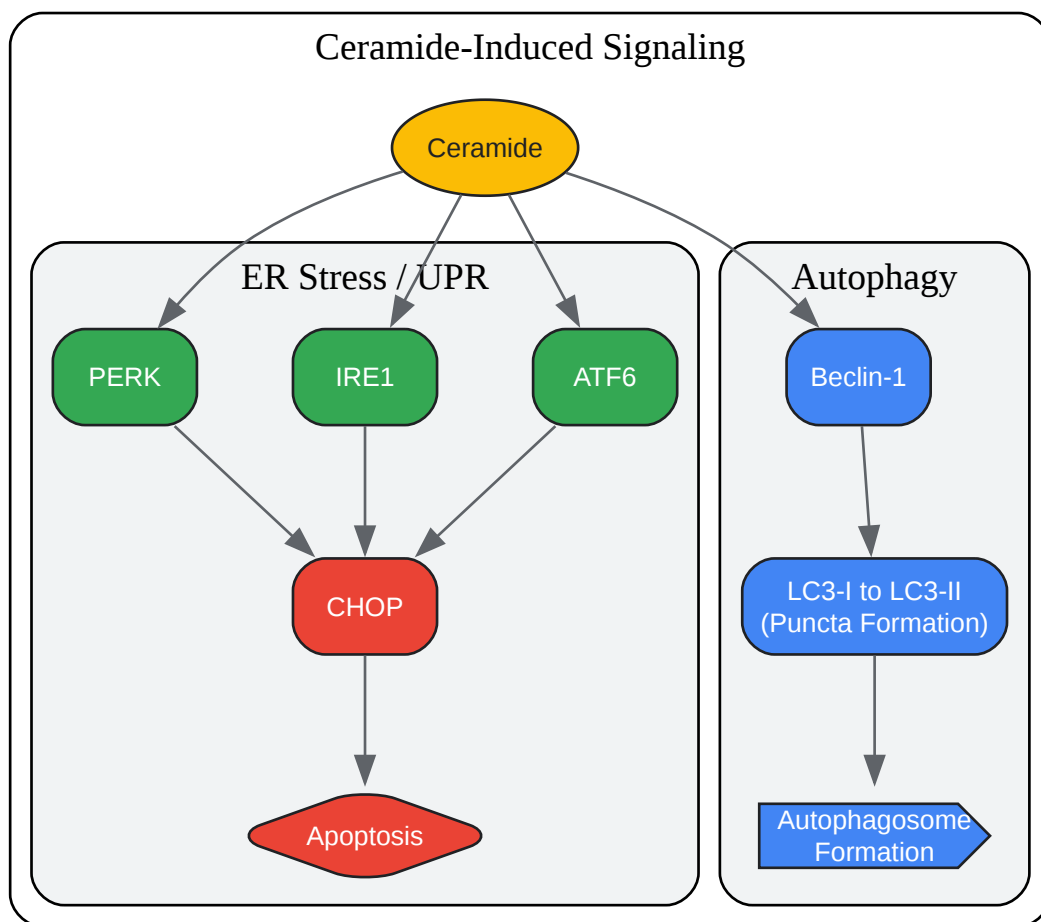 Ceramide-Induced Signaling
Ceramide
ER Stress / UPR
Autophagy
PERK
IRE1
ATF6
Beclin-1
CHOP
LC3-I to LC3-II
(Puncta Formation)
Apoptosis
Autophagosome
Formation